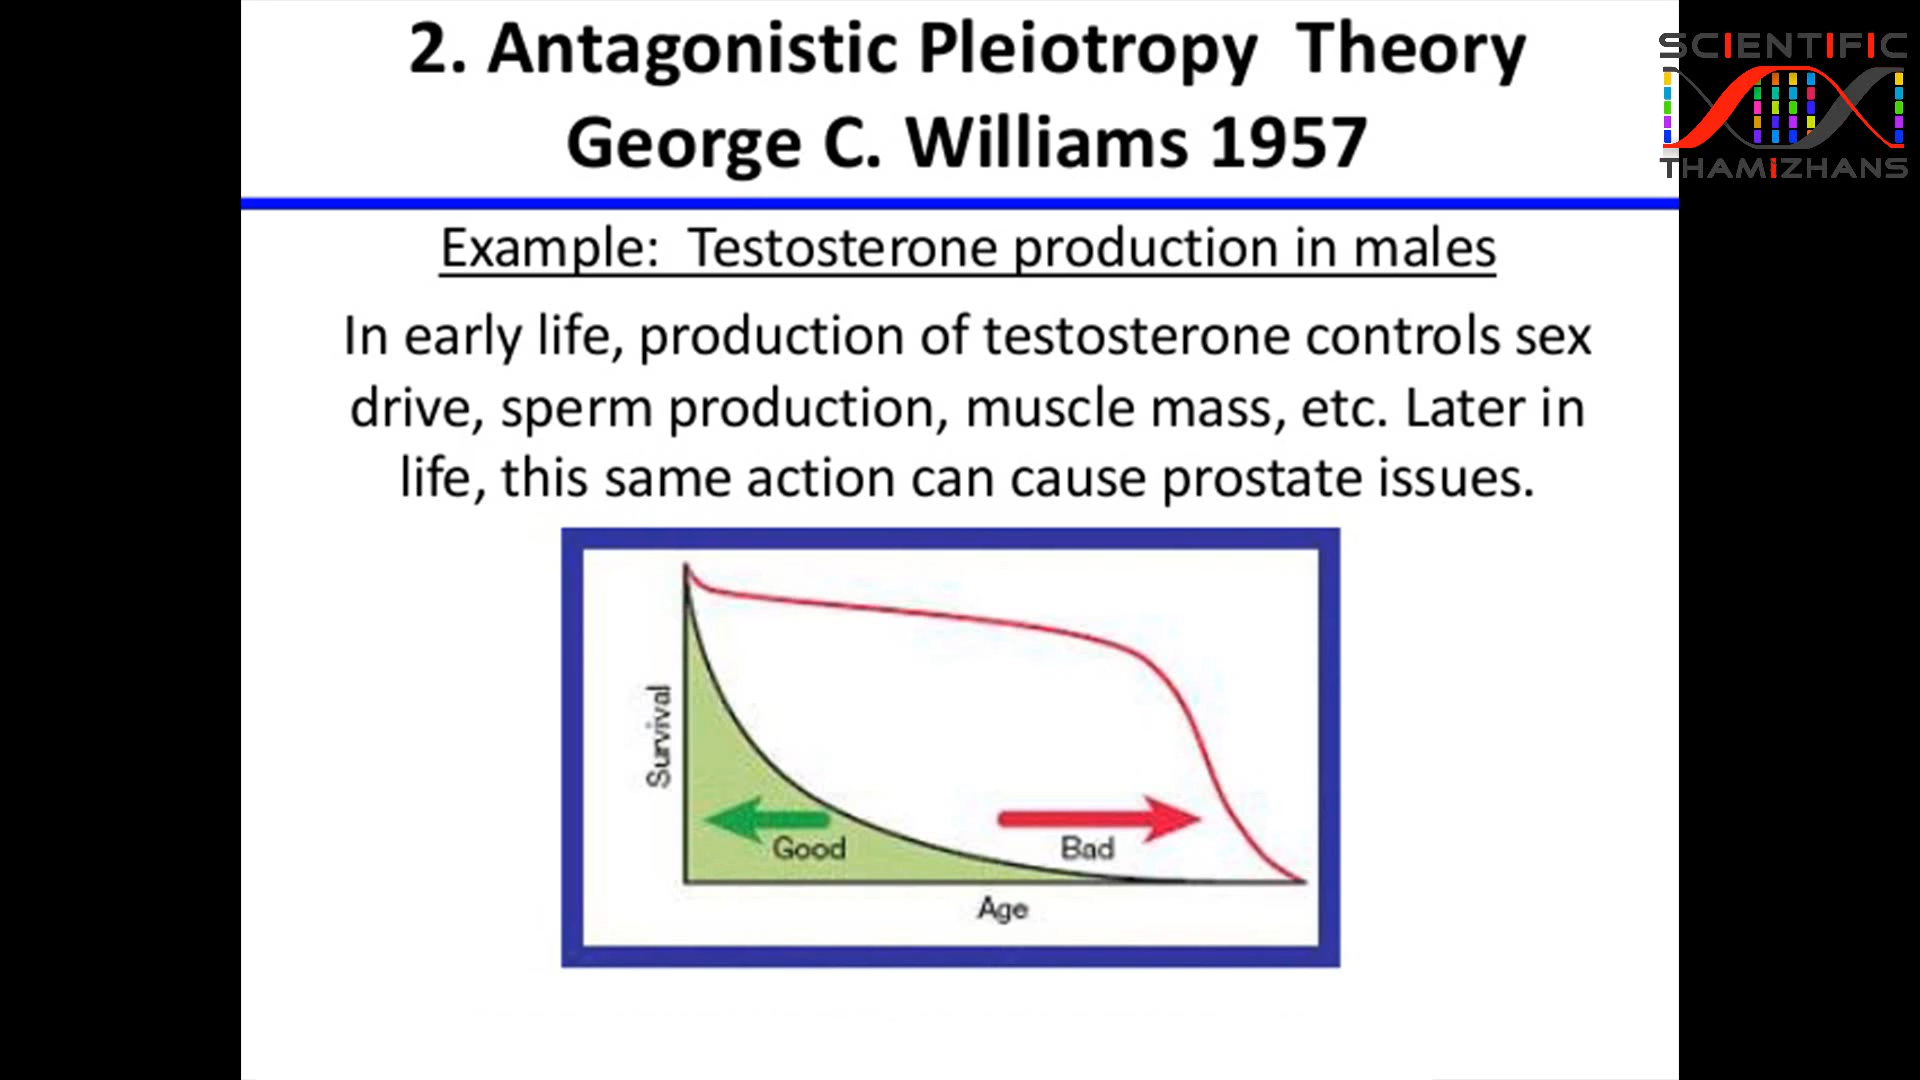 2. Antagonistic Pleiotropy Theory
George C. Williams 1957
SCIENTIFIC
THAMIZHANS
Example: Testosterone production in males
In early life, production of testosterone controls sex
drive, sperm production, muscle mass, etc. Later in
life, this same action can cause prostate issues.
Survival
Good
Bad
Age